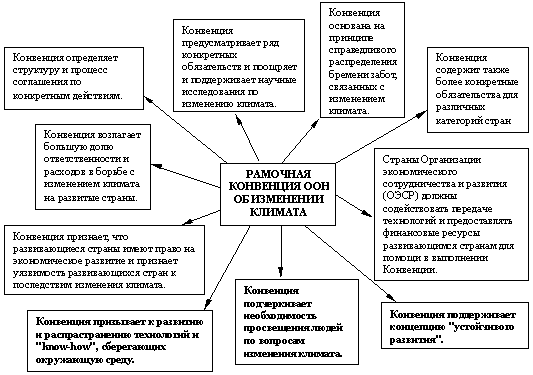 Конвенция определяет
структуру и процесс
соглашения по
конкретным действиям.
Конвенция
предусматривает ряд
конкретных
обязательств и поощряет
и поддерживает научные
исследования по
изменению климата.
Конвенция
основана на
принципе
справедливого
распределения
бремени забот,
связанных с
изменением
климата.
Конвенция
содержит также
более конкретные
обязательства для
различных
категорий стран
Конвенция возлагает
большую долю
ответственности и
расходов в борьбе с
изменением климата
на развитые страны.
РАМОЧНАЯ
КОНВЕНЦИЯ ООН
ОБ ИЗМЕНЕНИИ
КЛИМАТА
Страны Организации
экономического
сотрудничества и развития
(ОЭСР) должны
содействовать передаче
технологий и предоставлять
финансовые ресурсы
развивающимся странам для
помощи в выполнении
Конвенции.
Конвенция признает, что
развивающиеся страны имеют право на
экономическое развитие и признает
уязвимость развивающихся стран к
последствиям изменения климата.
Конвенция призывает к развитию
и распрастранению технологий и
"know-how", сберегающих
окружающую среду.
Конвенция
подчеркивает
необходимость
просвещения людей
по вопросам
изменения климата.
Конвенция поддерживает
концепцию "устойчивого
развития".